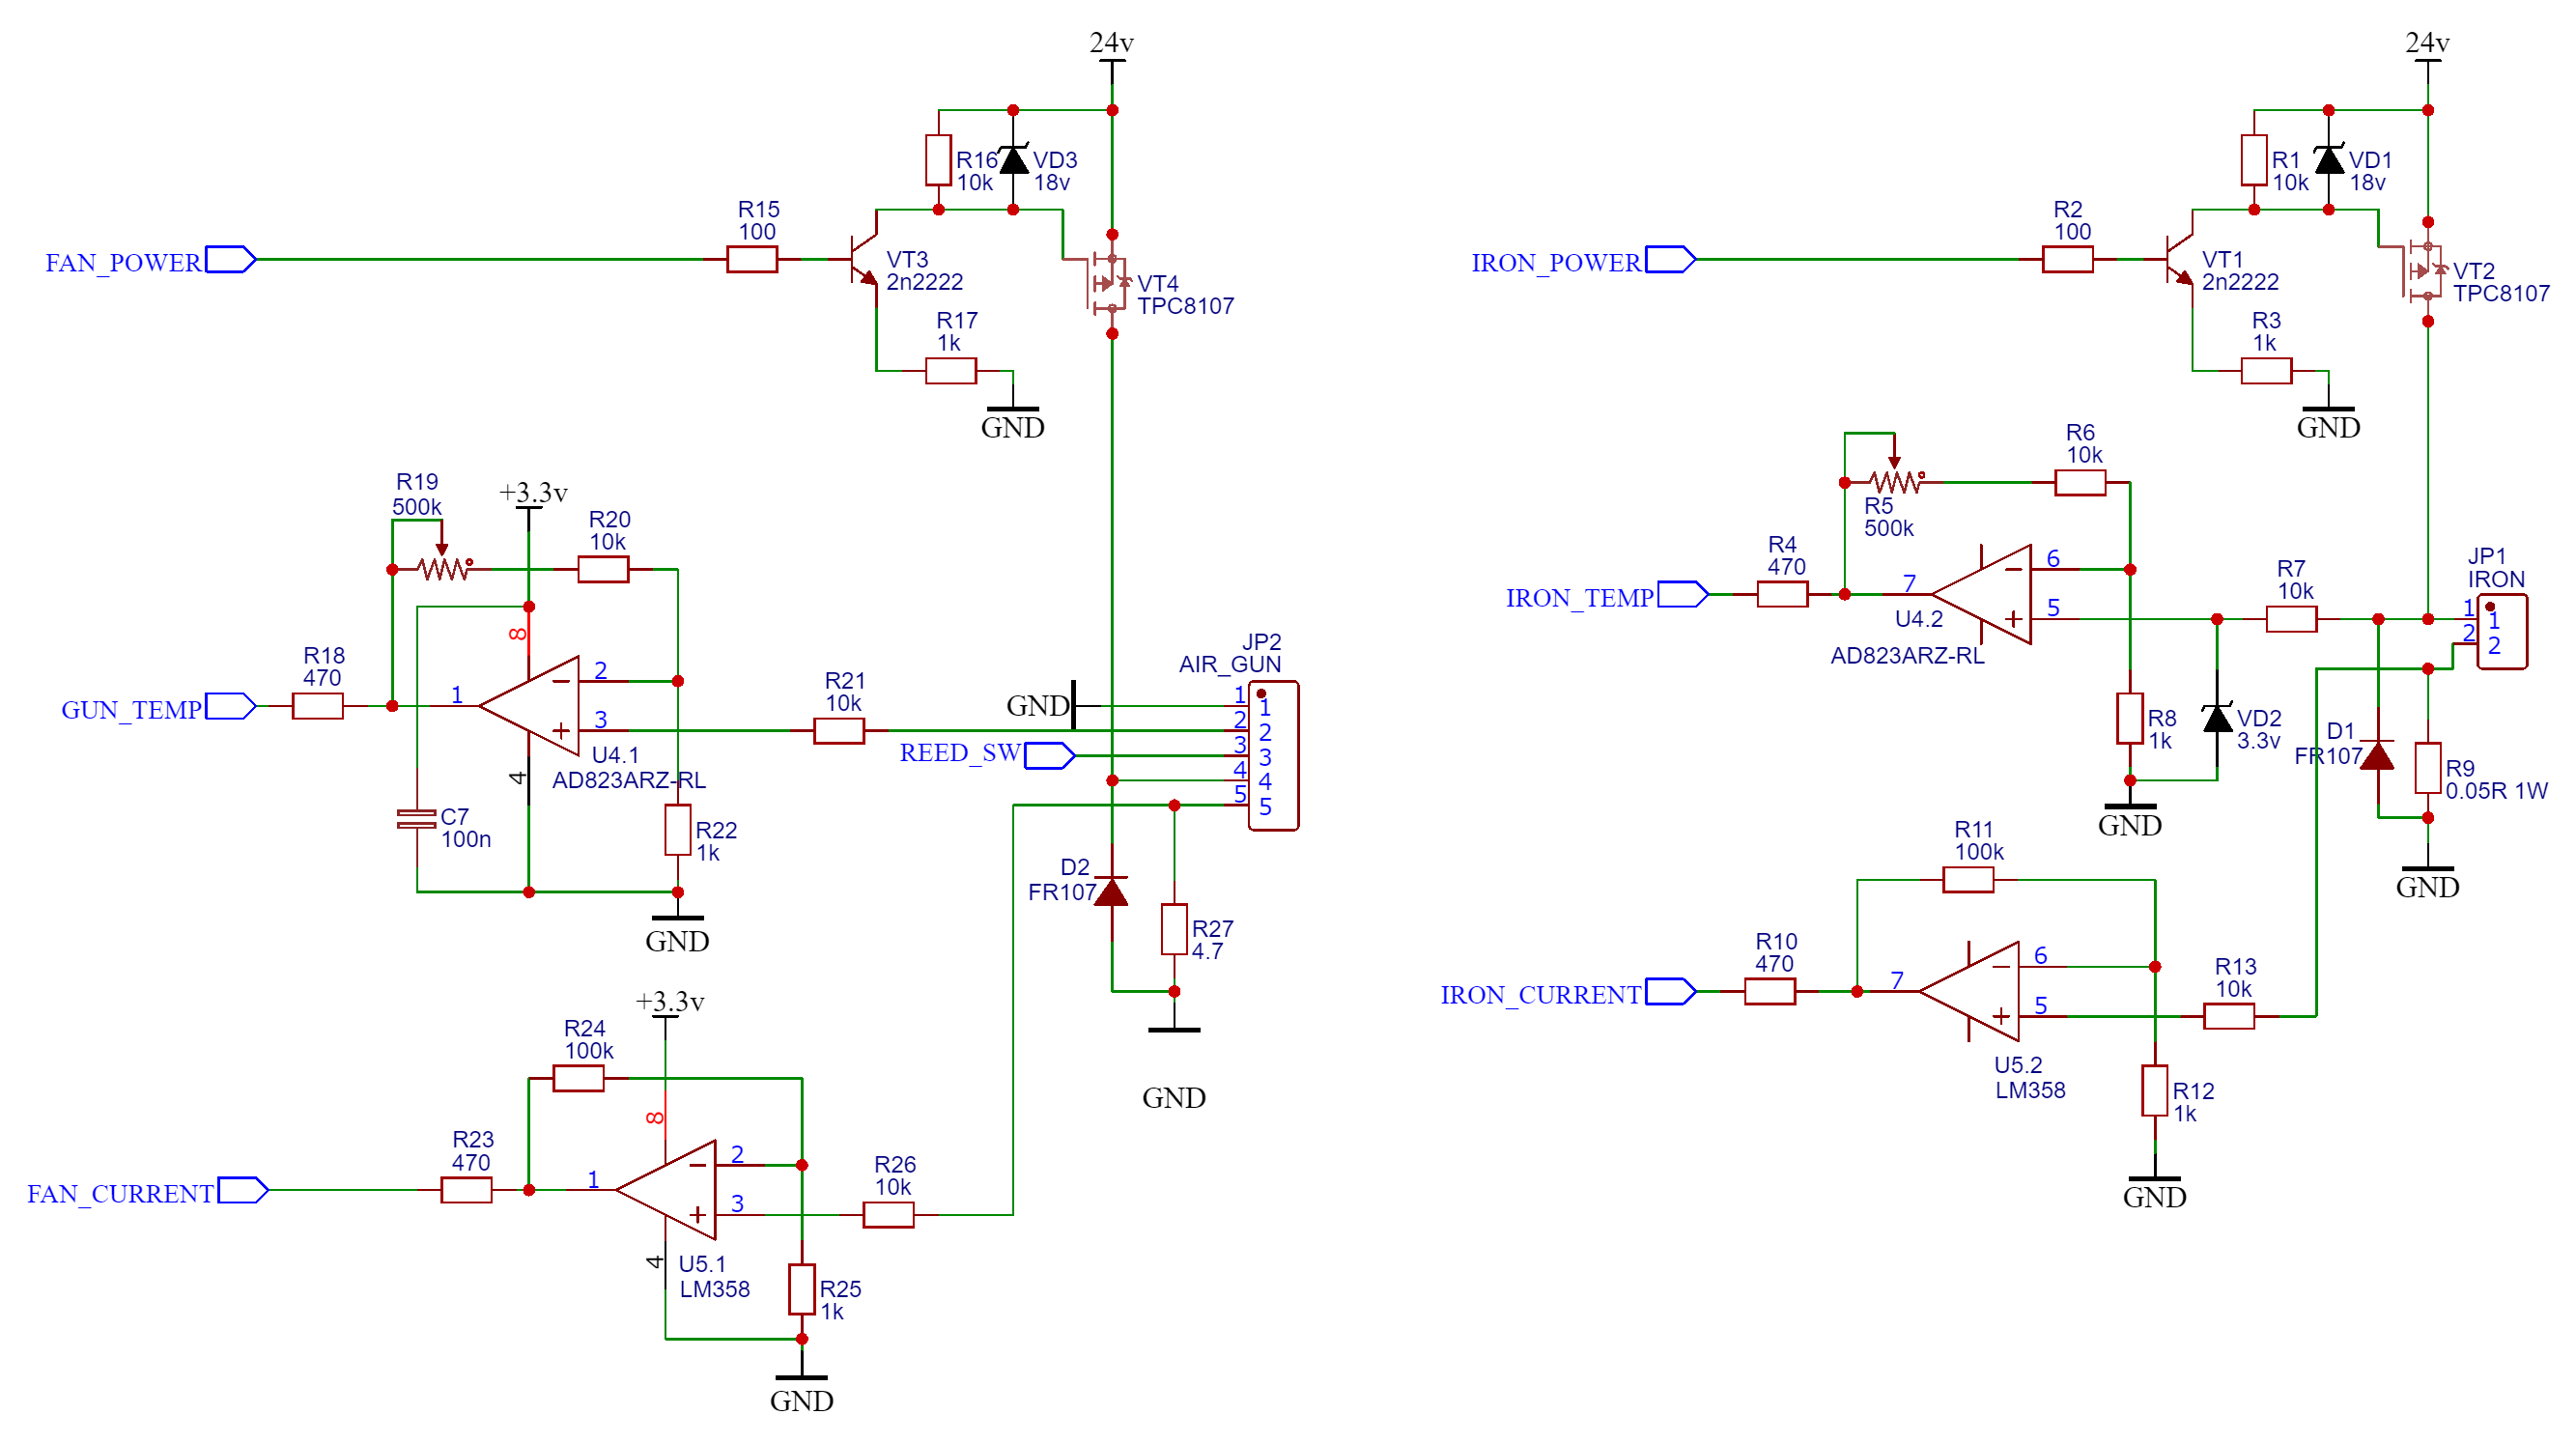 24v
R16
10k
VD3
18v
R15
100
FAN_POWER
VT3
2n2222
VT4
TPC8107
R17
1k
GND
R19
500k
+3.3v
R20
10k
8
R18
470
GUN_TEMP
1
2
3
4
U4.1
AD823ARZ-RL
C7
100n
R22
1k
GND
R21
10k
JP2
AIR_GUN
GND
REED_SW
1 1
2 2
3 3
4 4
5 5
D2
FR107
R27
4.7
GND
+3.3v
R24
100k
8
R23
470
FAN_CURRENT
1
2
3
4
U5.1
LM358
R26
10k
R25
1k
GND
24v
R1
10k
VD1
18v
R2
100
IRON_POWER
VT1
2n2222
VT2
TPC8107
R3
1k
GND
R6
10k
R5
500k
R4
470
IRON_TEMP
7
6
5
U4.2
AD823ARZ-RL
R7
10k
JP1
IRON
1 1
2 2
R8
1k
VD2
3.3v
D1
FR107
R9
0.05R 1W
GND
GND
R11
100k
R10
470
IRON_CURRENT
7
6
5
U5.2
LM358
R13
10k
R12
1k
GND